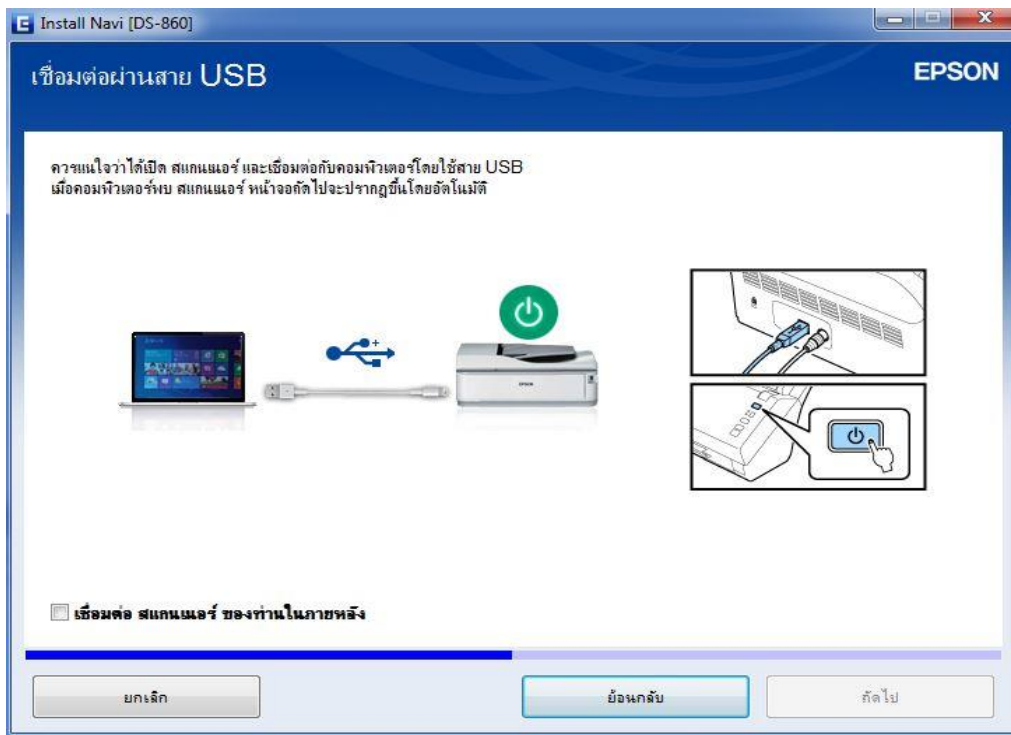 Install Navi [DS-860]
เชื่อมต่อผ่านสาย USB
EPSON
ควรแน่ใจว่าได้เปิด สแกนเนอร์ และเชื่อมต่อกับคอมพิวเตอร์โดยใช้สาย USB
เมื่อคอมพิวเตอร์พบ สแกนเนอร์ หน้าจอถัดไปจะปรากฏขึ้นโดยอัตโนมัติ
EPSON
เชื่อมต่อ สแกนเนอร์ ของท่านในภายหลัง
ยกเลิก
ย้อนกลับ
ถัดไป